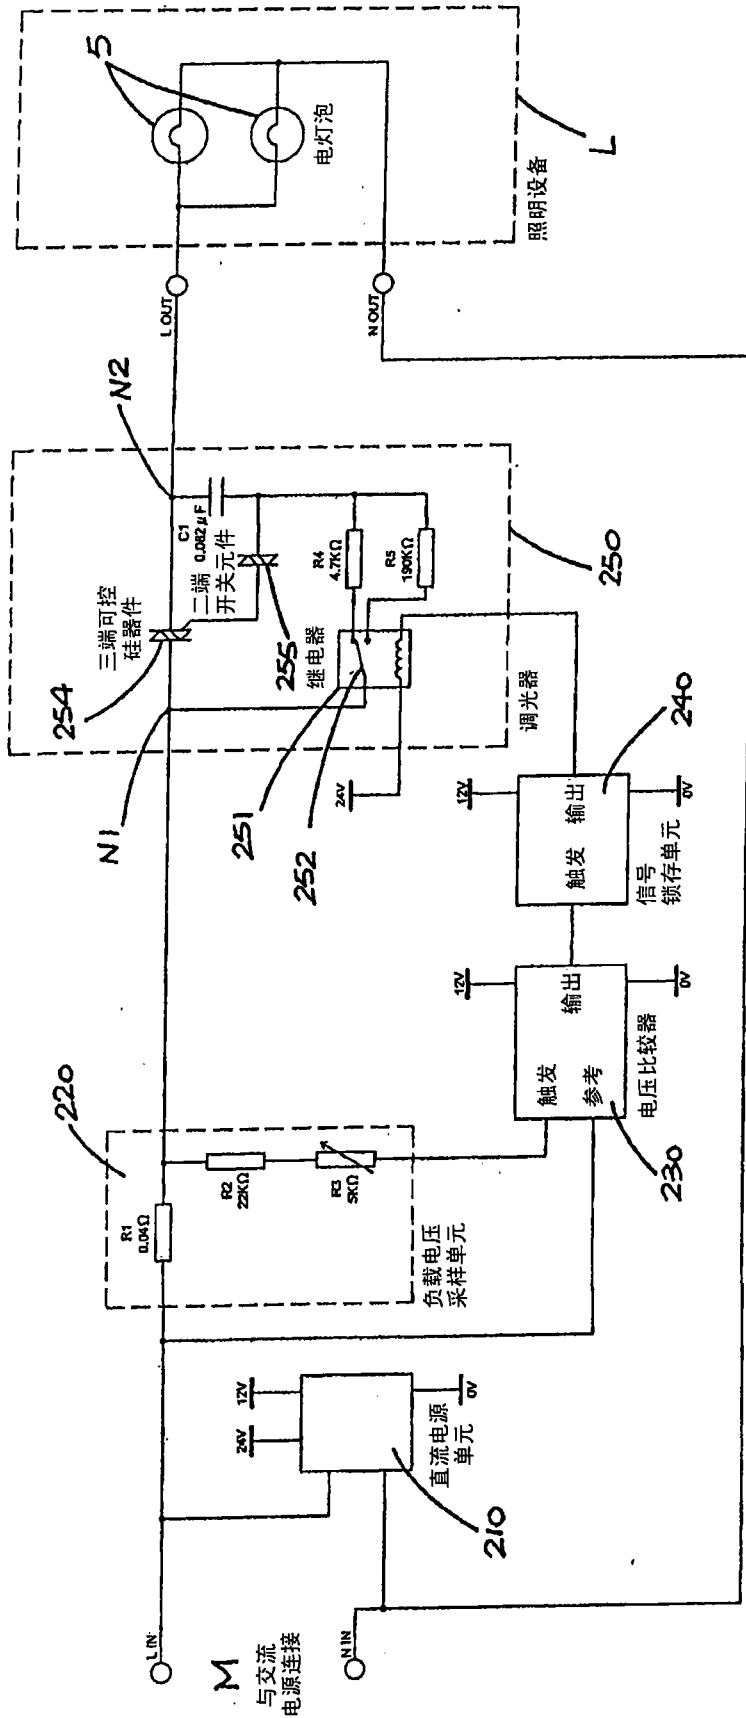 L IN
M
与交流
电源连接
N IN
24V
12V
0V
直流电源
单元
210
R1
0.04Ω
R2
22KΩ
R3
5KΩ
220
负载电压
采样单元
触发
参考
输出
12V
0V
电压比较器
230
触发
输出
12V
0V
信号
锁存单元
240
N1
254
三端可控
硅器件
24V
251
252
继电器
255
二端
开关元件
C1
0.082μF
R4
4.7KΩ
R5
190KΩ
调光器
250
N2
L OUT
N OUT
5
电灯泡
照明设备
L